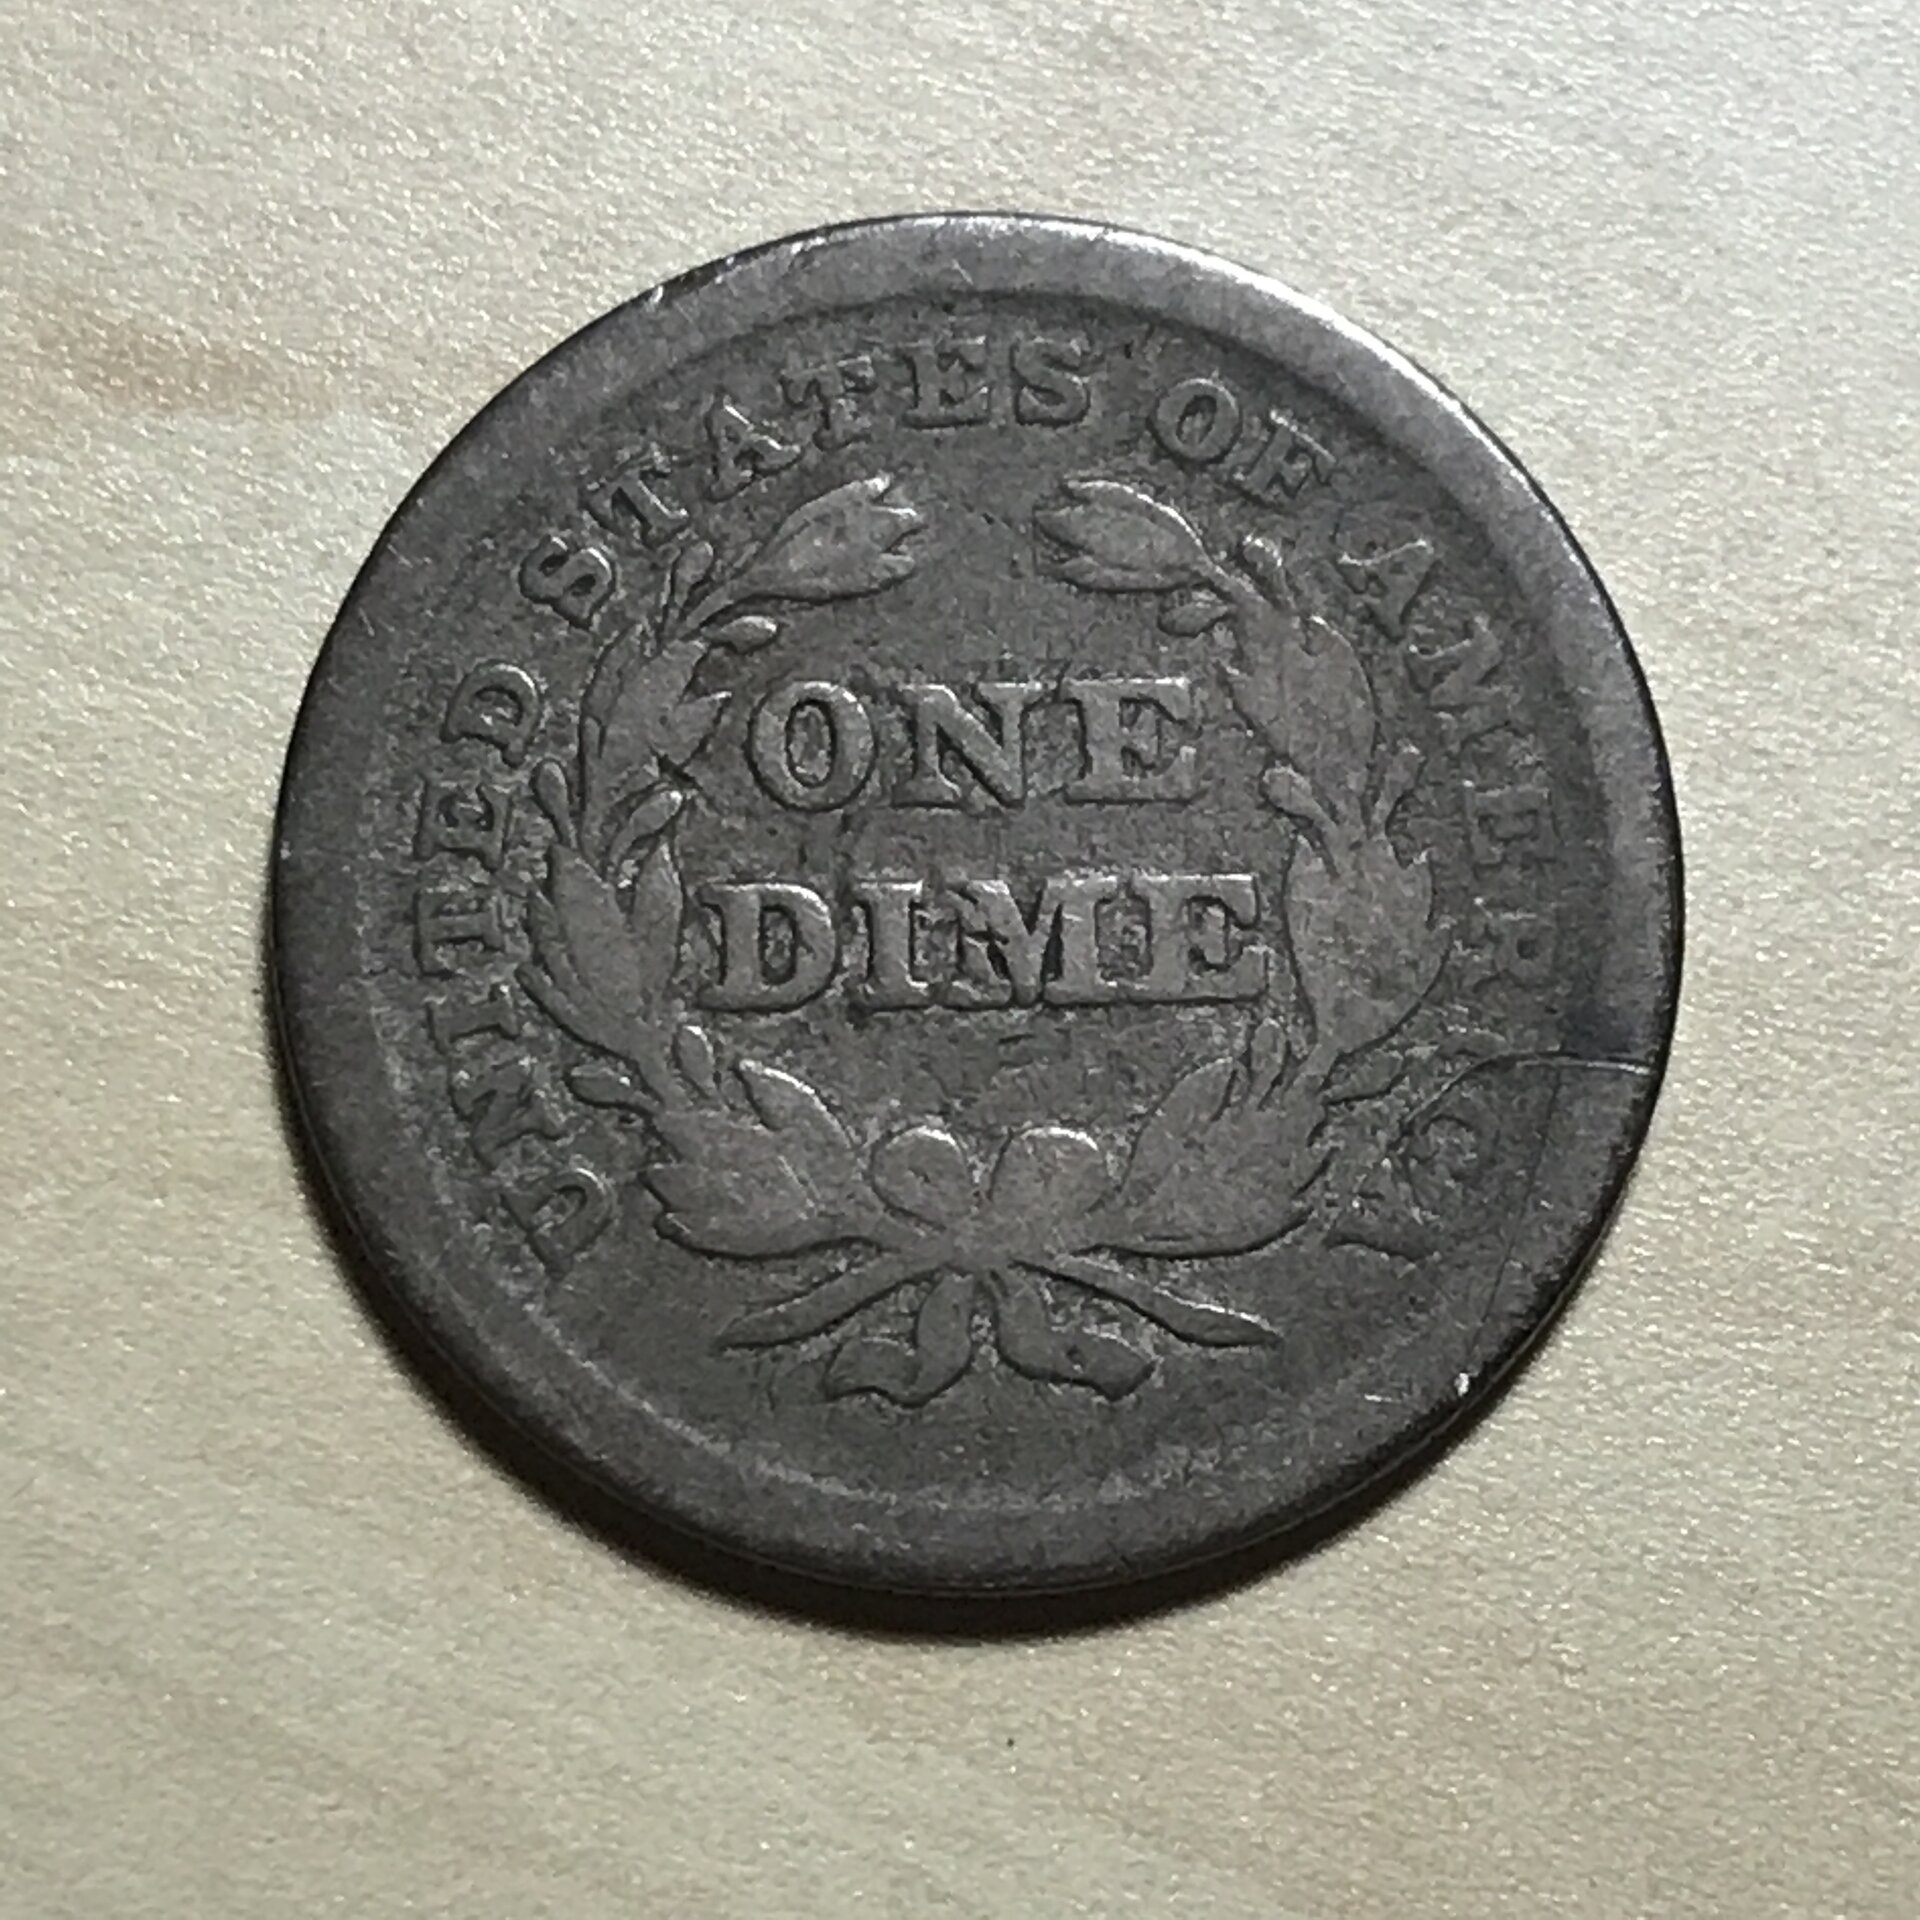 UNITED STATES OF AMERICA
ONE
DIME